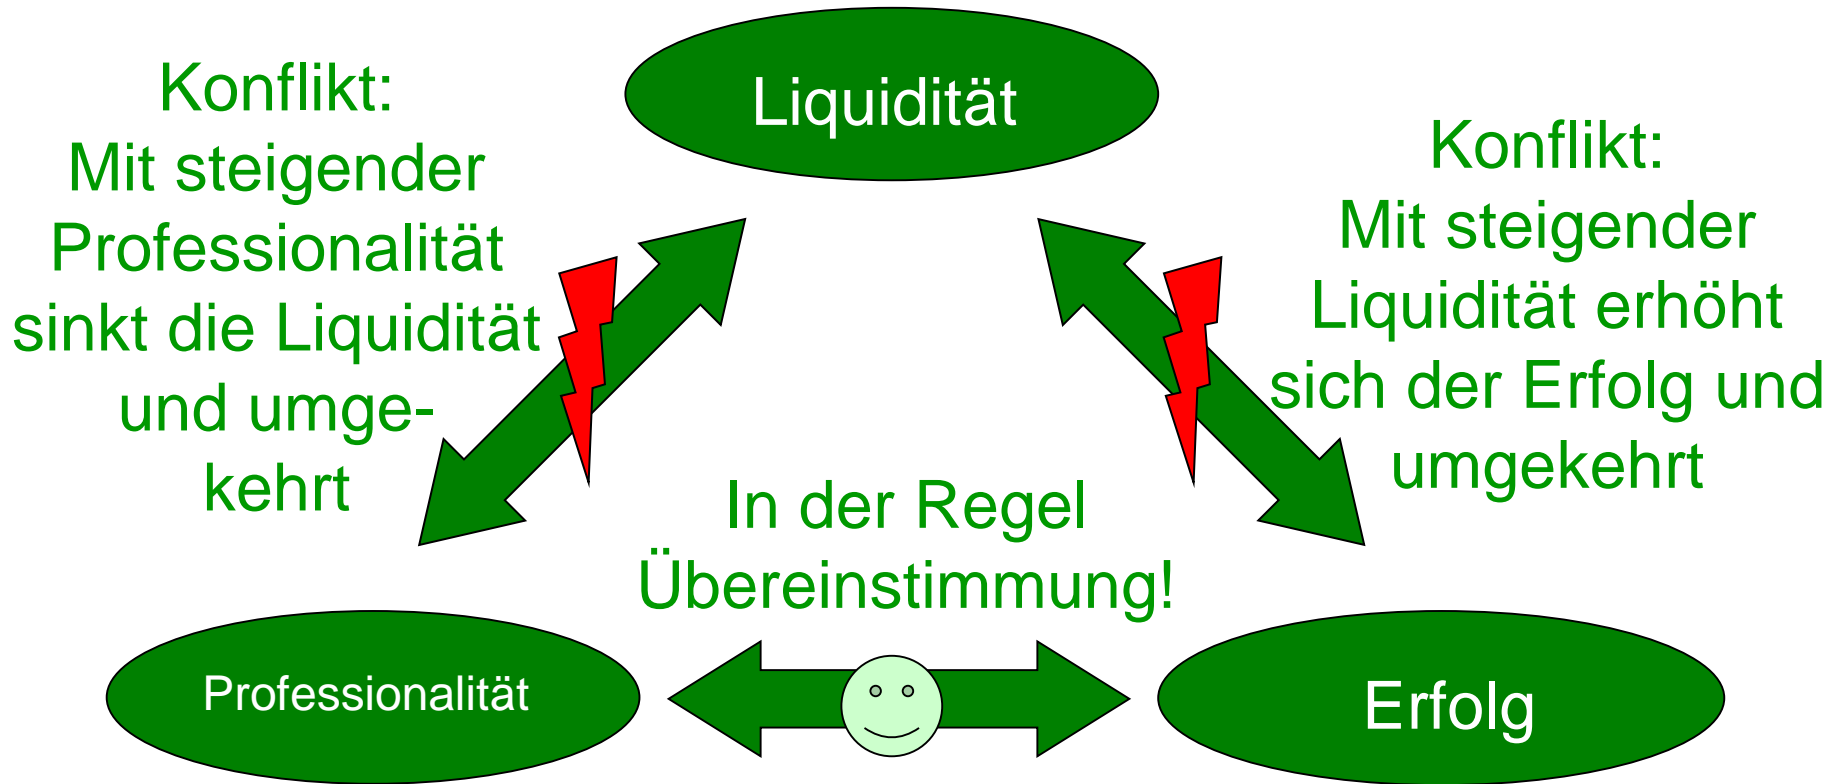 Liquidität
Konflikt:
Mit steigender
Professionalität
sinkt die Liquidität
und umge-
kehrt
Konflikt:
Mit steigender
Liquidität erhöht
sich der Erfolg und
umgekehrt
In der Regel
Übereinstimmung!
Professionalität
Erfolg